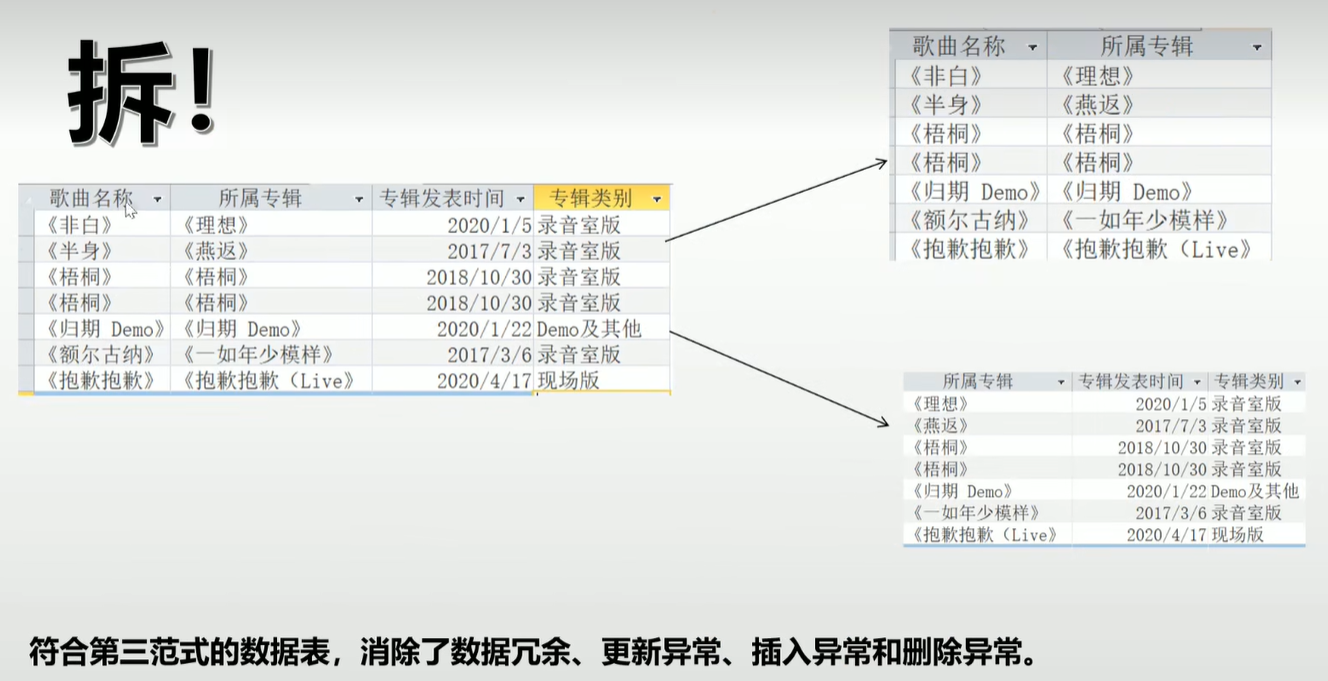 拆！
歌曲名称 所属专辑 专辑发表时间 专辑类别
《非白》 《理想》 2020/1/5 录音室版
《半身》 《燕返》 2017/7/3 录音室版
《梧桐》 《梧桐》 2018/10/30 录音室版
《梧桐》 《梧桐》 2018/10/30 录音室版
《归期 Demo》 《归期 Demo》 2020/1/22 Demo及其他
《额尔古纳》 《一如年少模样》 2017/3/6 录音室版
《抱歉抱歉》 《抱歉抱歉（Live》 2020/4/17 现场版
歌曲名称 所属专辑
《非白》 《理想》
《半身》 《燕返》
《梧桐》 《梧桐》
《梧桐》 《梧桐》
《归期 Demo》 《归期 Demo》
《额尔古纳》 《一如年少模样》
《抱歉抱歉》 《抱歉抱歉（Live》
所属专辑 专辑发表时间 专辑类别
《理想》 2020/1/5 录音室版
《燕返》 2017/7/3 录音室版
《梧桐》 2018/10/30 录音室版
《梧桐》 2018/10/30 录音室版
《归期 Demo》 2020/1/22 Demo及其他
《一如年少模样》 2017/3/6 录音室版
《抱歉抱歉（Live》 2020/4/17 现场版
符合第三范式的数据表，消除了数据冗余、更新异常、插入异常和删除异常。